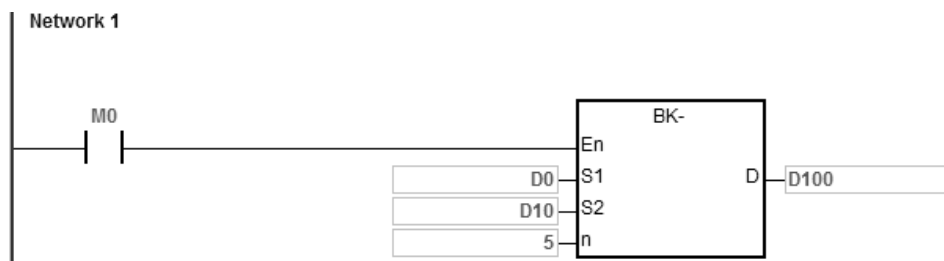 Network 1
M0
BK-
En
D0 S1 D D100
D10 S2
5 n